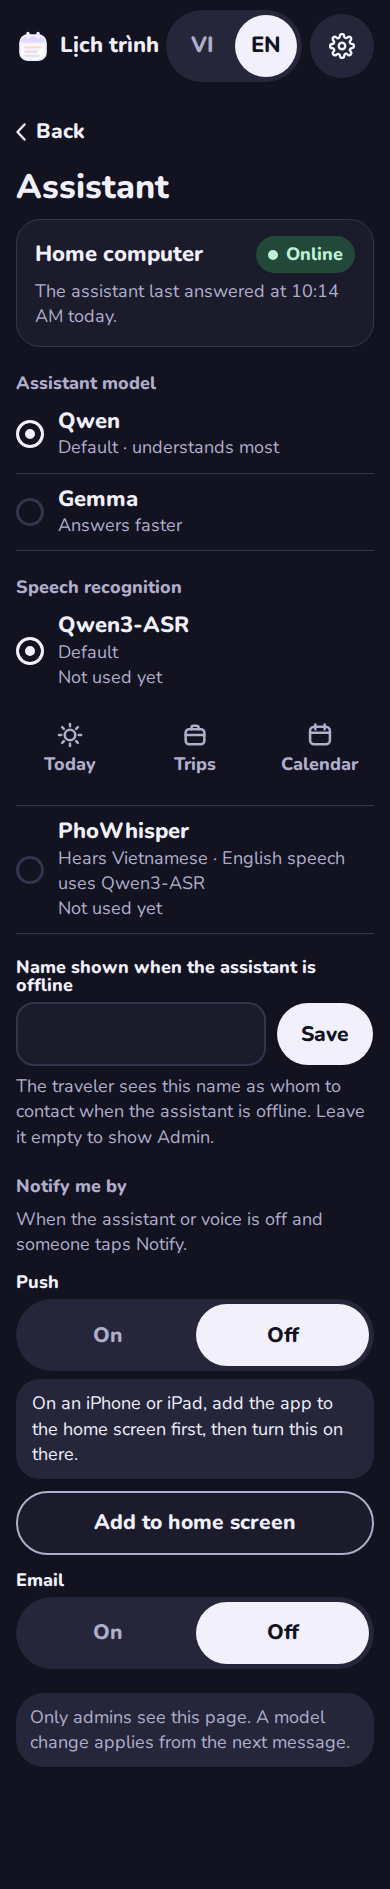 Lịch trình
VI
EN
Back
Assistant
Home computer
Online
The assistant last answered at 10:14
AM today.
Assistant model
Qwen
Default · understands most
Gemma
Answers faster
Speech recognition
Qwen3-ASR
Default
Not used yet
Today
Trips
Calendar
PhoWhisper
Hears Vietnamese · English speech
uses Qwen3-ASR
Not used yet
Name shown when the assistant is
offline
Save
The traveler sees this name as whom to
contact when the assistant is offline. Leave
it empty to show Admin.
Notify me by
When the assistant or voice is off and
someone taps Notify.
Push
On
Off
On an iPhone or iPad, add the app to
the home screen first, then turn this on
there.
Add to home screen
Email
On
Off
Only admins see this page. A model
change applies from the next message.